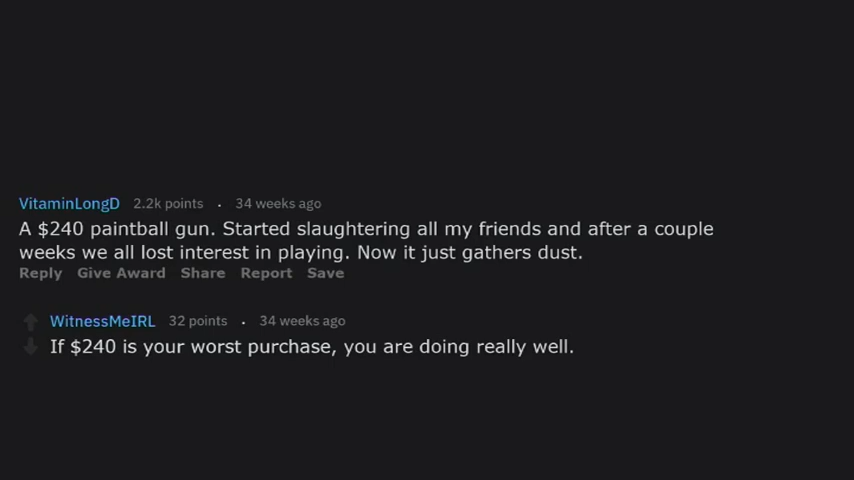 VitaminLongD 2.2k points . 34 weeks ago
A $240 paintball gun. Started slaughtering all my friends and after a couple
weeks we all lost interest in playing. Now it just gathers dust.
Reply Give Award Share Report Save
WitnessMeIRL 32 points . 34 weeks ago
If $240 is your worst purchase, you are doing really well.